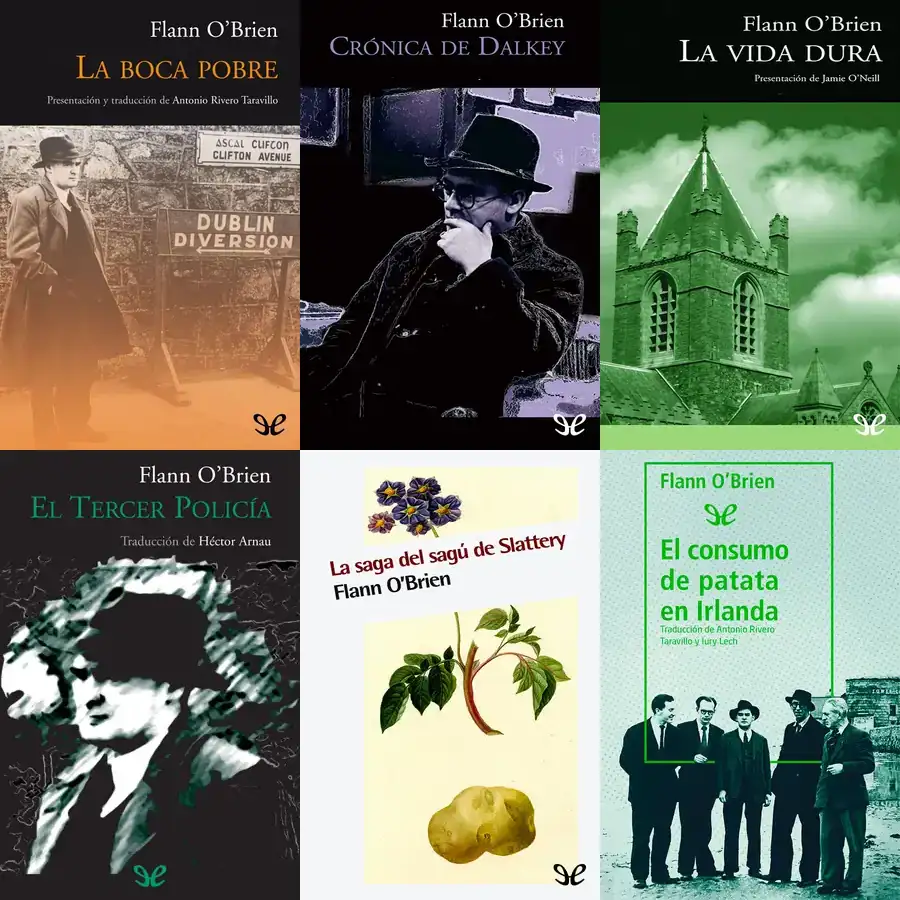 Flann O’Brien
La boca pobre
Presentación y traducción de Antonio Rivero Taravillo
ASCAL CLIFCON
CLIFTON AVENUE
DUBLIN
DIVERSION
Flann O’Brien
Crónica de Dalkey
Flann O’Brien
La vida dura
Presentación de Jamie O’Neill
Flann O’Brien
El Tercer Policía
Traducción de Héctor Arnau
La saga del sagú de Slattery
Flann O’Brien
Flann O’Brien
El consumo
de patata
en Irlanda
Traducción de Antonio Rivero
Taravillo y Iury Lech